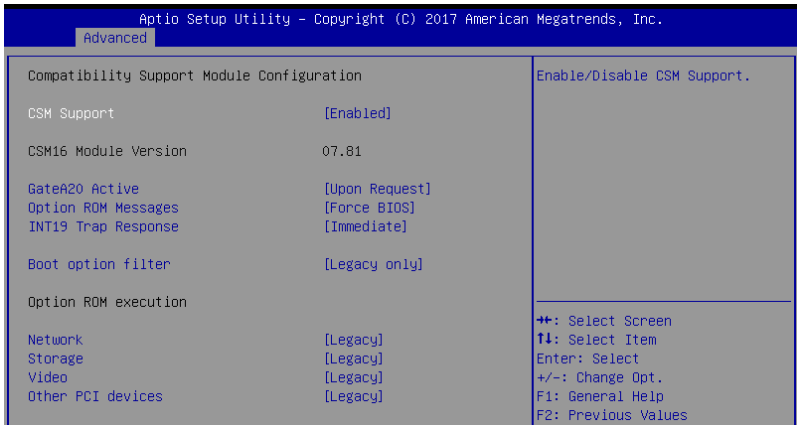 Aptio Setup Utility – Copyright (C) 2017 American Megatrends, Inc.
Advanced
Compatibility Support Module Configuration
Enable/Disable CSM Support.
CSM Support [Enabled]
CSM16 Module Version 07.81
GateA20 Active [Upon Request]
Option ROM Messages [Force BIOS]
INT19 Trap Response [Immediate]
Boot option filter [Legacy only]
Option ROM execution
Network [Legacy]
Storage [Legacy]
Video [Legacy]
Other PCI devices [Legacy]
→←: Select Screen
↑↓: Select Item
Enter: Select
+/-: Change Opt.
F1: General Help
F2: Previous Values